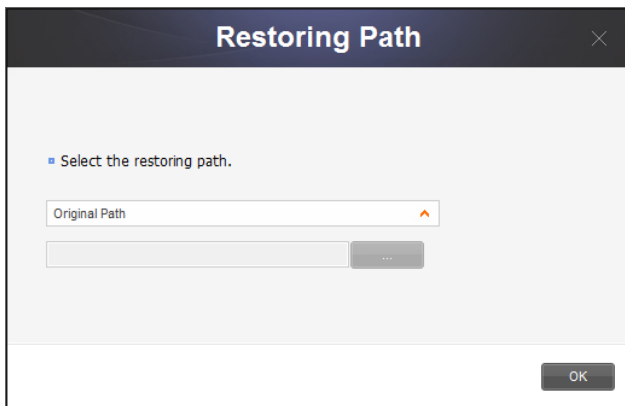 Restoring Path
Select the restoring path.
Original Path
...
OK